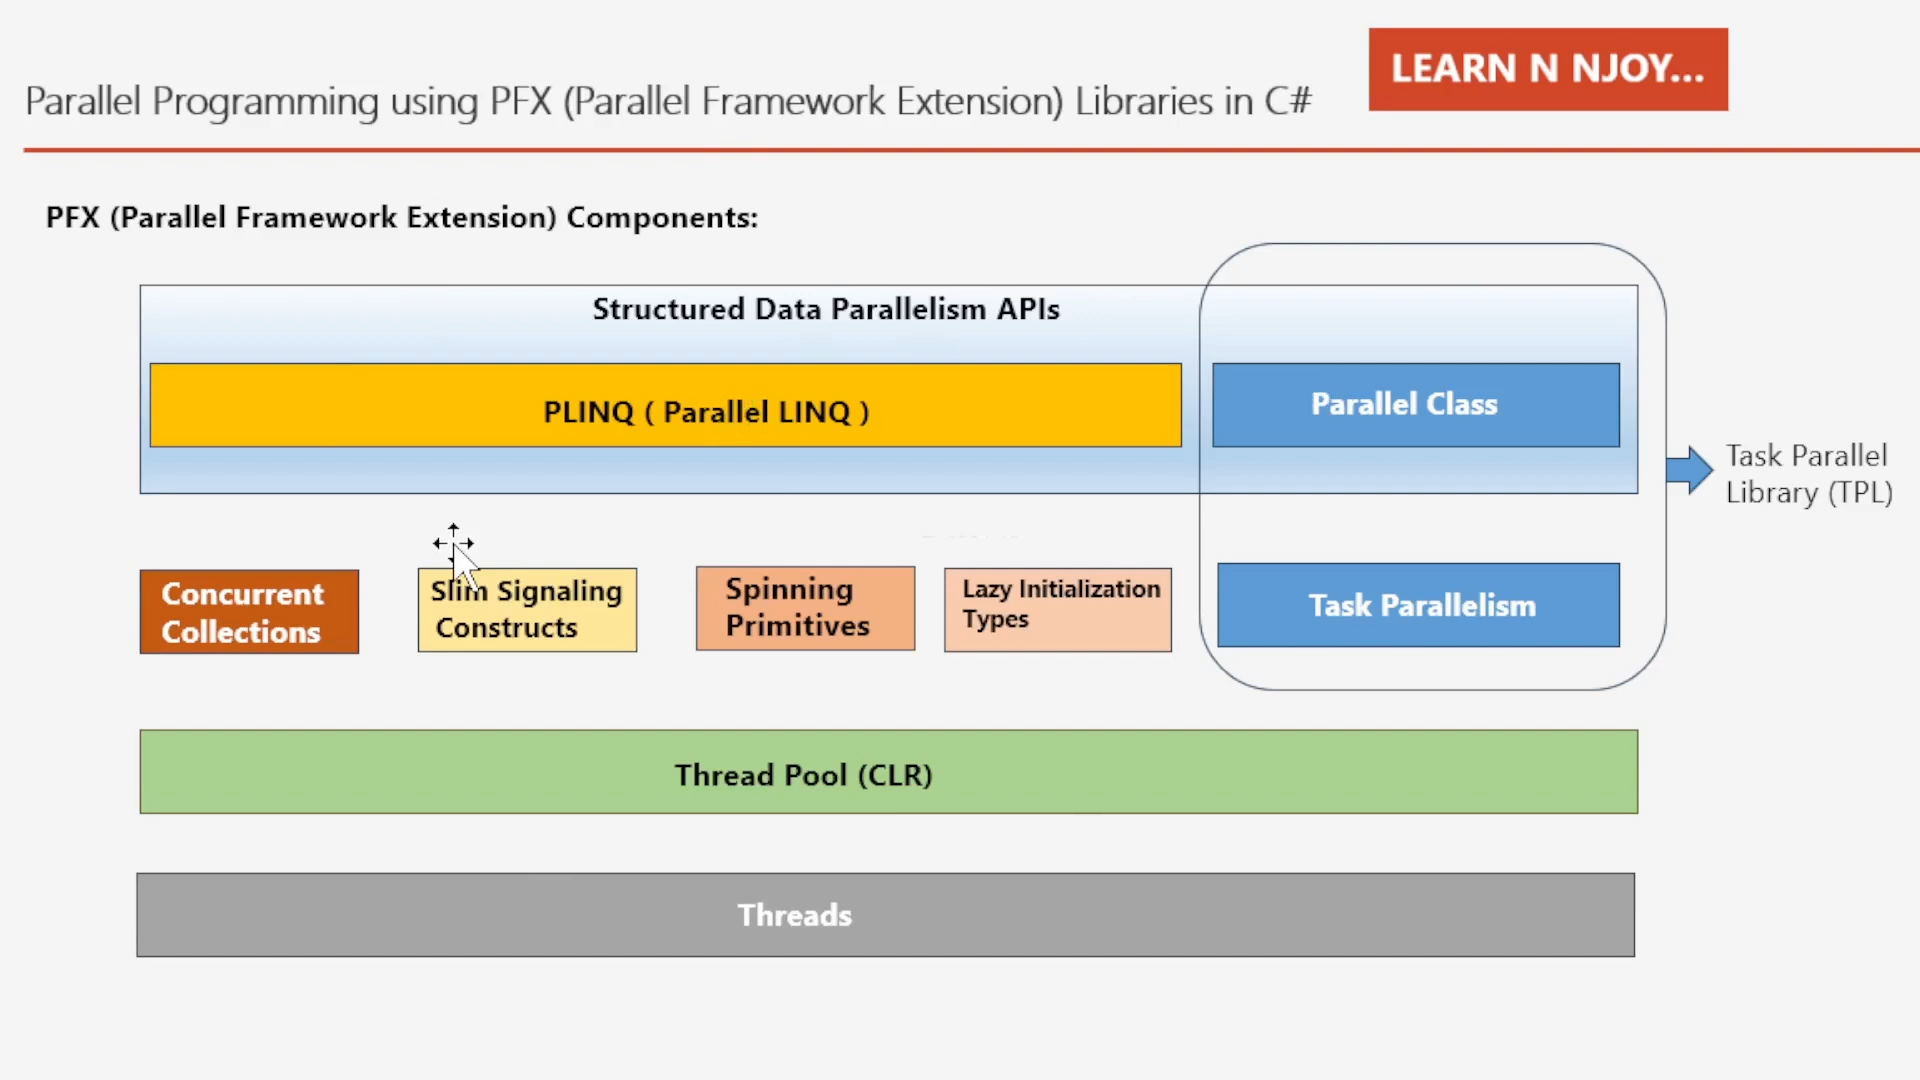 LEARN N NJOY...
Parallel Programming using PFX (Parallel Framework Extension) Libraries in C#
PFX (Parallel Framework Extension) Components:
Structured Data Parallelism APIs
PLINQ ( Parallel LINQ )
Parallel Class
Task Parallel
Library (TPL)
Concurrent
Collections
Slim Signaling
Constructs
Spinning
Primitives
Lazy Initialization
Types
Task Parallelism
Thread Pool (CLR)
Threads